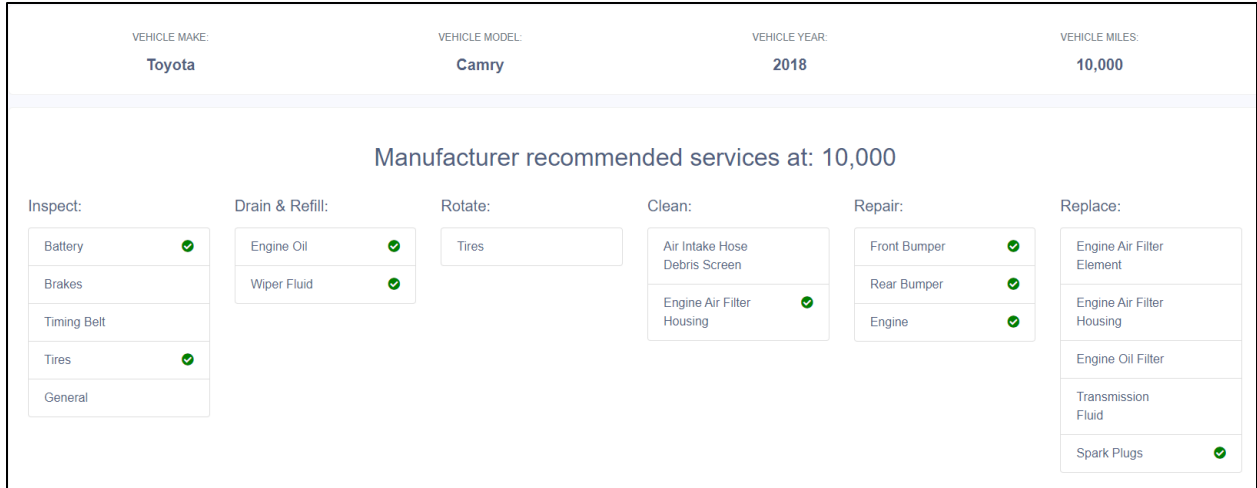 VEHICLE MAKE:
Toyota
VEHICLE MODEL:
Camry
VEHICLE YEAR:
2018
VEHICLE MILES:
10,000
Manufacturer recommended services at: 10,000
Inspect:
Battery
Brakes
Timing Belt
Tires
General
Drain & Refill:
Engine Oil
Wiper Fluid
Rotate:
Tires
Clean:
Air Intake Hose
Debris Screen
Engine Air Filter
Housing
Repair:
Front Bumper
Rear Bumper
Engine
Replace:
Engine Air Filter
Element
Engine Air Filter
Housing
Engine Oil Filter
Transmission
Fluid
Spark Plugs